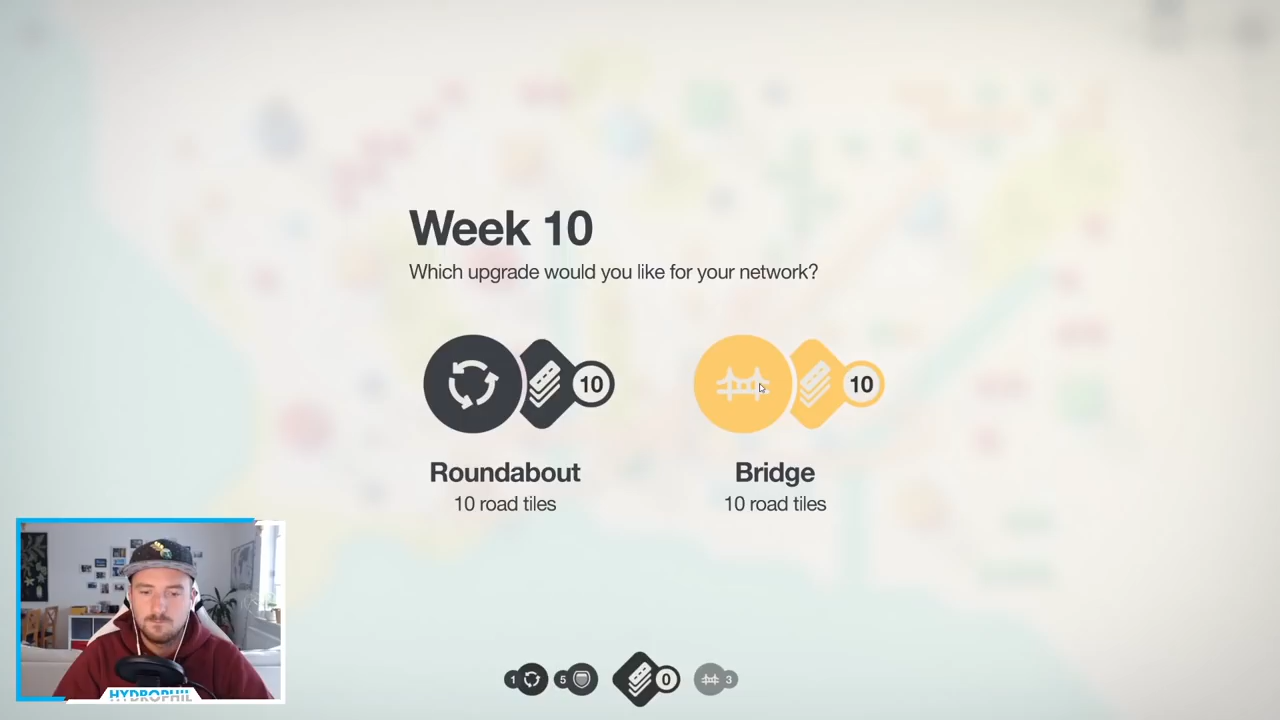 Week 10
Which upgrade would you like for your network?
10
10
Roundabout
Bridge
10 road tiles
10 road tiles
1
5
0
3
HYDROPHIL